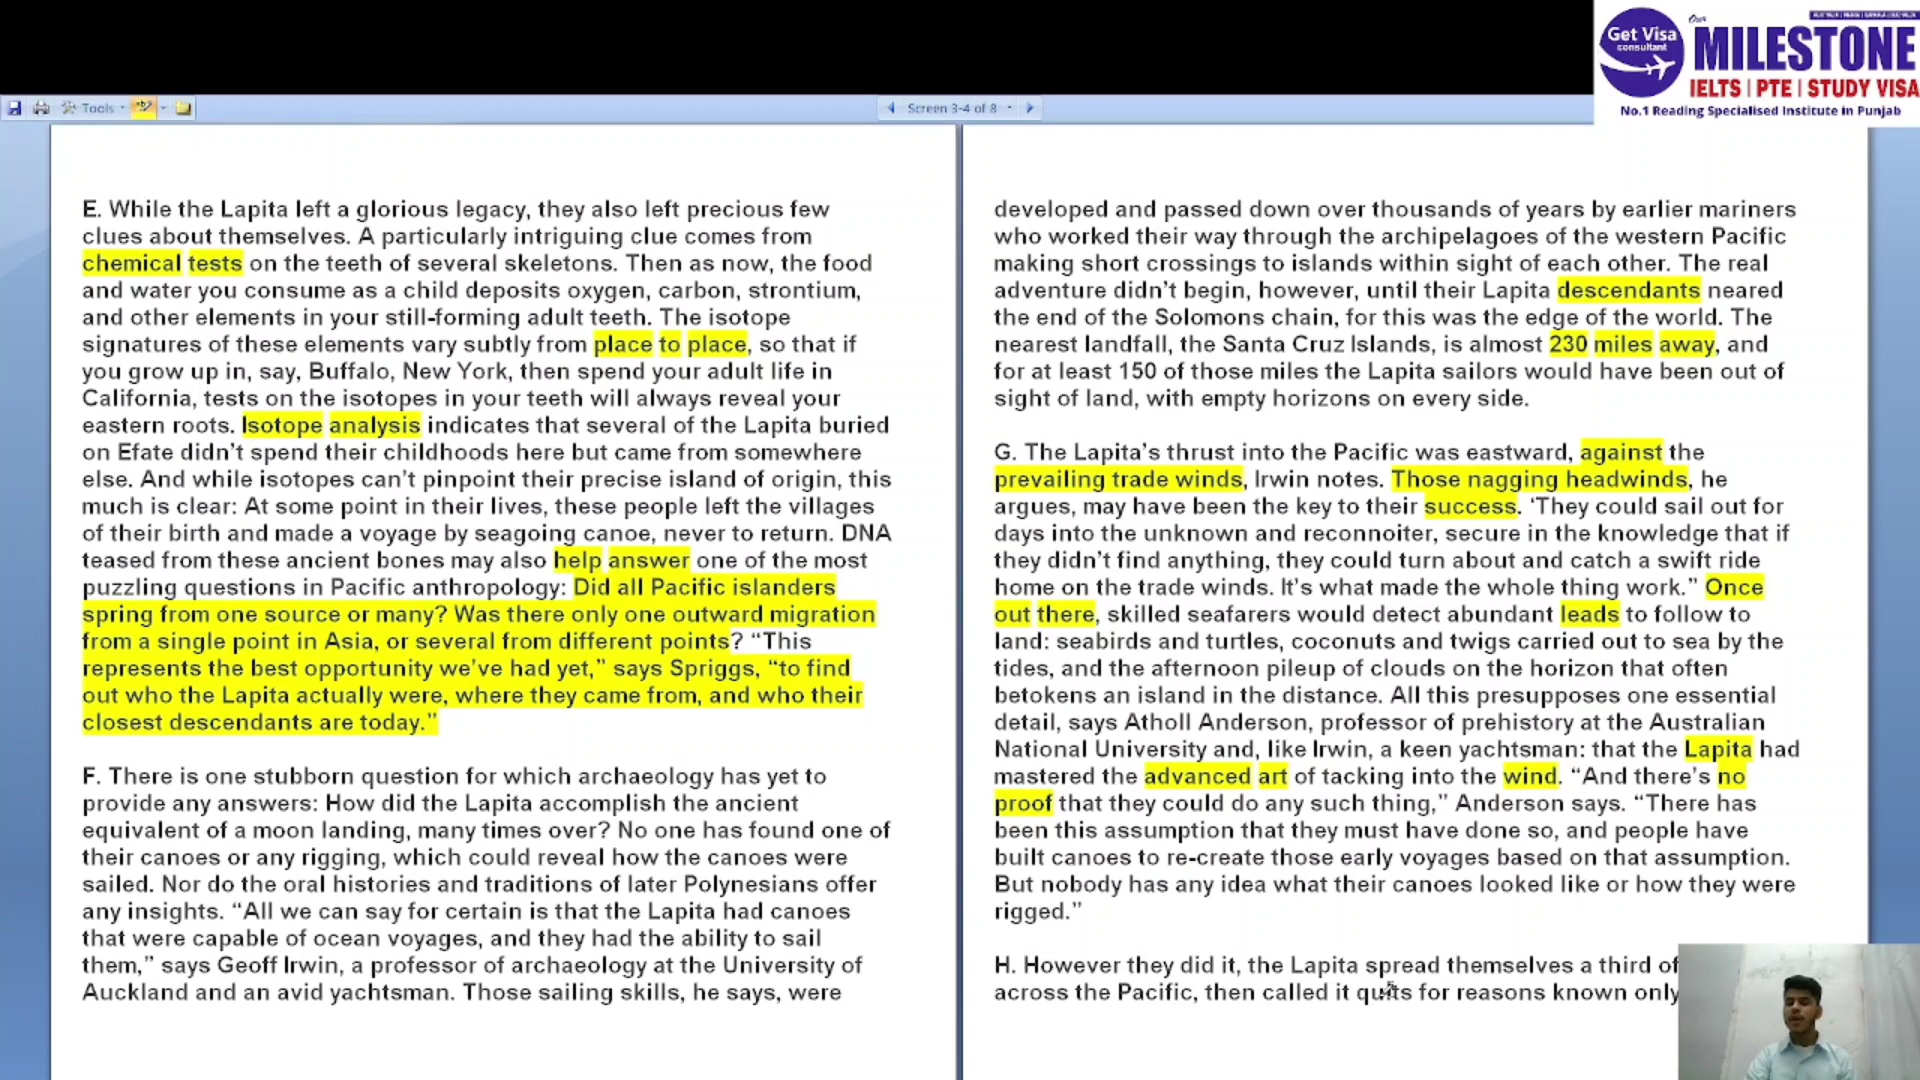 Get Visa
consultant
Our
MILESTONE
IELTS | PTE | STUDY VISA
No.1 Reading Specialised Institute in Punjab
Tools
Screen 3-4 of 8
E. While the Lapita left a glorious legacy, they also left precious few
clues about themselves. A particularly intriguing clue comes from
chemical tests on the teeth of several skeletons. Then as now, the food
and water you consume as a child deposits oxygen, carbon, strontium,
and other elements in your still-forming adult teeth. The isotope
signatures of these elements vary subtly from place to place, so that if
you grow up in, say, Buffalo, New York, then spend your adult life in
California, tests on the isotopes in your teeth will always reveal your
eastern roots. Isotope analysis indicates that several of the Lapita buried
on Efate didn't spend their childhoods here but came from somewhere
else. And while isotopes can't pinpoint their precise island of origin, this
much is clear: At some point in their lives, these people left the villages
of their birth and made a voyage by seagoing canoe, never to return. DNA
teased from these ancient bones may also help answer one of the most
puzzling questions in Pacific anthropology: Did all Pacific islanders
spring from one source or many? Was there only one outward migration
from a single point in Asia, or several from different points? “This
represents the best opportunity we've had yet,” says Spriggs, “to find
out who the Lapita actually were, where they came from, and who their
closest descendants are today.”
F. There is one stubborn question for which archaeology has yet to
provide any answers: How did the Lapita accomplish the ancient
equivalent of a moon landing, many times over? No one has found one of
their canoes or any rigging, which could reveal how the canoes were
sailed. Nor do the oral histories and traditions of later Polynesians offer
any insights. “All we can say for certain is that the Lapita had canoes
that were capable of ocean voyages, and they had the ability to sail
them,” says Geoff Irwin, a professor of archaeology at the University of
Auckland and an avid yachtsman. Those sailing skills, he says, were
developed and passed down over thousands of years by earlier mariners
who worked their way through the archipelagoes of the western Pacific
making short crossings to islands within sight of each other. The real
adventure didn't begin, however, until their Lapita descendants neared
the end of the Solomons chain, for this was the edge of the world. The
nearest landfall, the Santa Cruz Islands, is almost 230 miles away, and
for at least 150 of those miles the Lapita sailors would have been out of
sight of land, with empty horizons on every side.
G. The Lapita's thrust into the Pacific was eastward, against the
prevailing trade winds, Irwin notes. Those nagging headwinds, he
argues, may have been the key to their success. ‘They could sail out for
days into the unknown and reconnoiter, secure in the knowledge that if
they didn't find anything, they could turn about and catch a swift ride
home on the trade winds. It's what made the whole thing work.” Once
out there, skilled seafarers would detect abundant leads to follow to
land: seabirds and turtles, coconuts and twigs carried out to sea by the
tides, and the afternoon pileup of clouds on the horizon that often
betokens an island in the distance. All this presupposes one essential
detail, says Atholl Anderson, professor of prehistory at the Australian
National University and, like Irwin, a keen yachtsman: that the Lapita had
mastered the advanced art of tacking into the wind. “And there's no
proof that they could do any such thing,” Anderson says. “There has
been this assumption that they must have done so, and people have
built canoes to re-create those early voyages based on that assumption.
But nobody has any idea what their canoes looked like or how they were
rigged.”
H. However they did it, the Lapita spread themselves a third of
across the Pacific, then called it quits for reasons known only